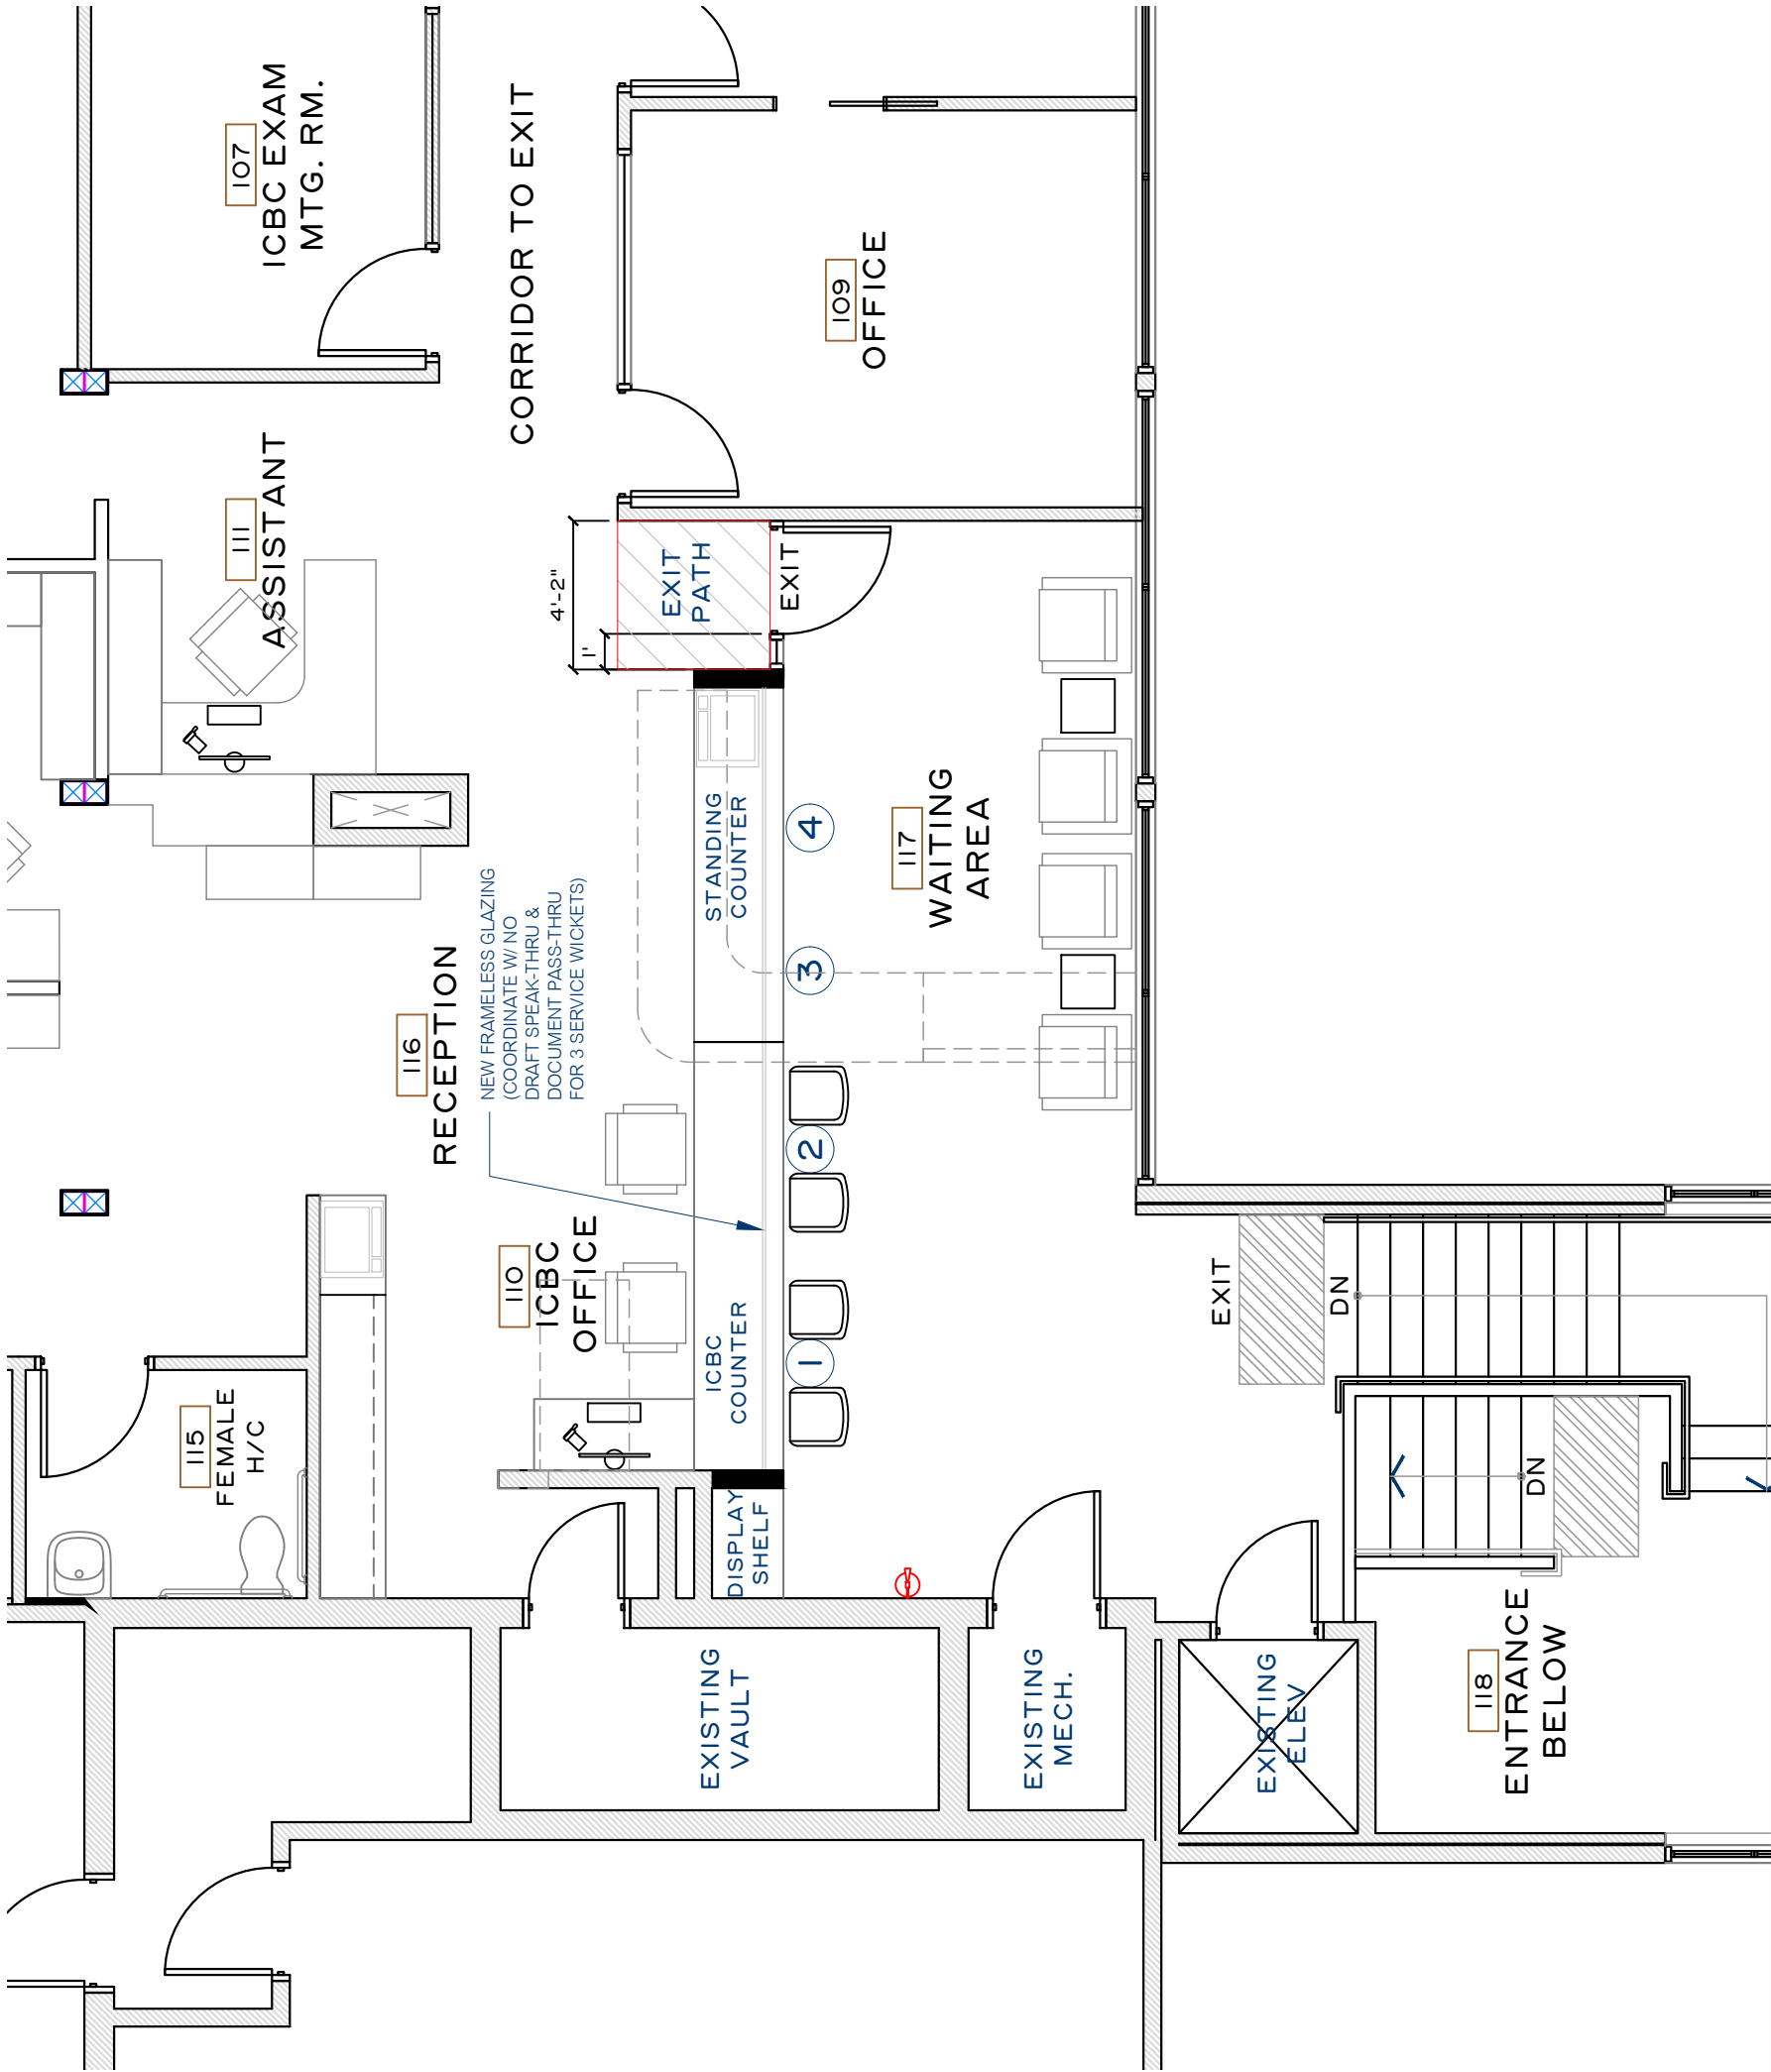 107
ICBC EXAM
MTG. RM.
CORRIDOR TO EXIT
109
OFFICE
111
ASSISTANT
4'-2"
1'
EXIT
PATH
EXIT
116
RECEPTION
NEW FRAMELESS GLAZING
(COORDINATE W/ NO
DRAFT SPEAK-THRU &
DOCUMENT PASS-THRU
FOR 3 SERVICE WICKETS)
STANDING
COUNTER
4
3
2
1
117
WAITING
AREA
110
ICBC
OFFICE
ICBC
COUNTER
115
FEMALE
H/C
DISPLAY
SHELF
EXIT
DN
DN
EXISTING
VAULT
EXISTING
MECH.
EXISTING
ELEV
118
ENTRANCE
BELOW